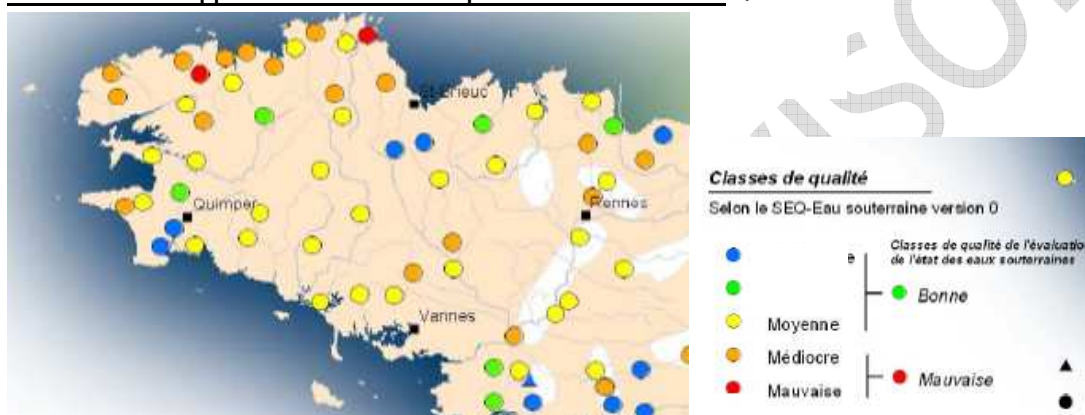 St-Brieuc
Quimper
Rennes
Vannes
Classes de qualité
Selon le SEQ-Eau souterraine version 0
Classes de qualité de l'évaluatio
de l'état des eaux souterraines
Bonne
Moyenne
Médiocre
Mauvaise
Mauvaise